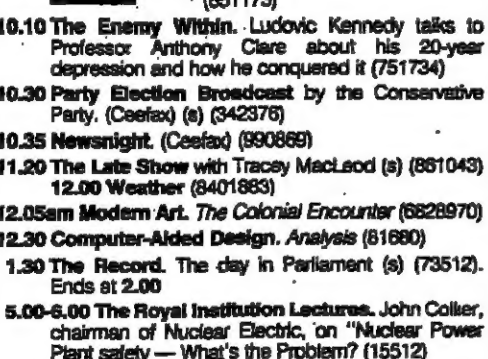 (851173)
10.10 The Enemy Within. Ludovic Kennedy talks to
Professor Anthony Clare about his 20-year
depression and how he conquered it (751734)
10.30 Party Election Broadcast by the Conservative
Party. (Ceefax) (s) (342376)
10.35 Newsnight. (Ceefax) (990869)
11.20 The Late Show with Tracey MacLeod (s) (861043)
12.00 Weather (8401883)
12.05am Modern Art. The Colonial Encounter (6628970)
12.30 Computer-Aided Design. Analysis (81660)
1.30 The Record. The day in Parliament (s) (73512).
Ends at 2.00
5.00-6.00 The Royal Institution Lectures. John Collier,
chairman of Nuclear Electric, on "Nuclear Power
Plant safety — What's the Problem? (15512)